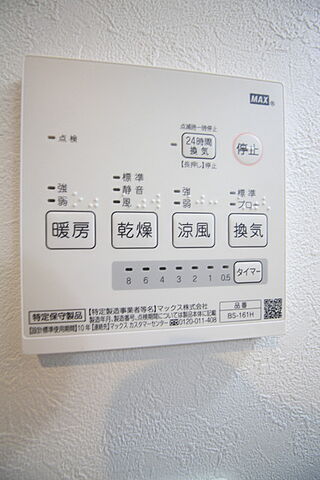 MAX®
点検
点滅時一時停止
24時間
換気
【長押し】停止
停止
強
弱
標準
静音
風
強
弱
標準
フロー
暖房
乾燥
涼風
換気
8 6 4 3 2 1 0.5
タイマー
特定保守製品
【特定製造事業者等名】マックス株式会社
製造年月、製造番号、点検期間については製品本体に記載
【設計標準使用期間】10年【連絡先】マックス カスタマーセンター 0120-011-408
品番
BS-161H